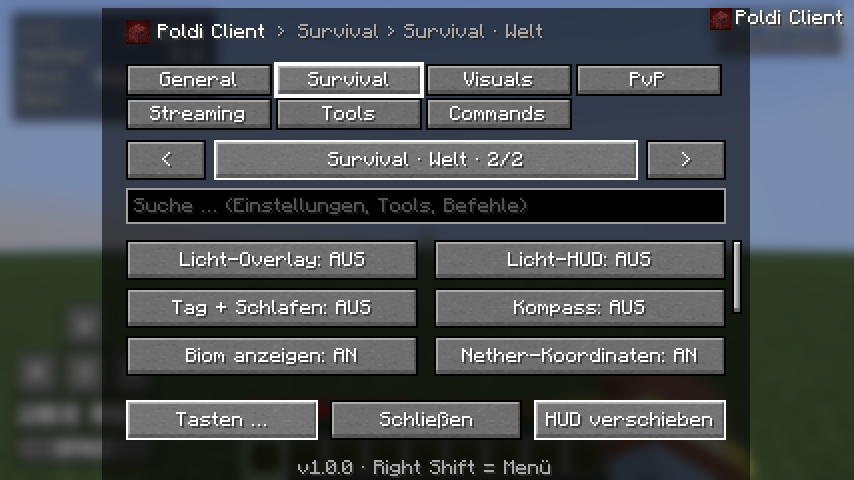 Poldi Client > Survival > Survival · Welt
Poldi Client
General Survival Visuals PvP
Streaming Tools Commands
< Survival · Welt · 2/2 >
Suche ... (Einstellungen, Tools, Befehle)
Licht-Overlay: AUS Licht-HUD: AUS
Tag + Schlafen: AUS Kompass: AUS
Biom anzeigen: AN Nether-Koordinaten: AN
Tasten ... Schließen HUD verschieben
v1.0.0 · Right Shift = Menü